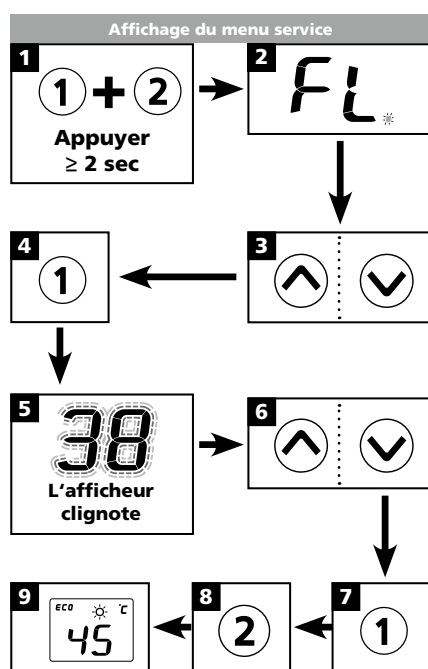 Affichage du menu service
1
1 + 2
Appuyer
≥ 2 sec
2
FL
3
4
1
5
38
L‘afficheur
clignote
6
7
1
8
2
9
ECO °C
45